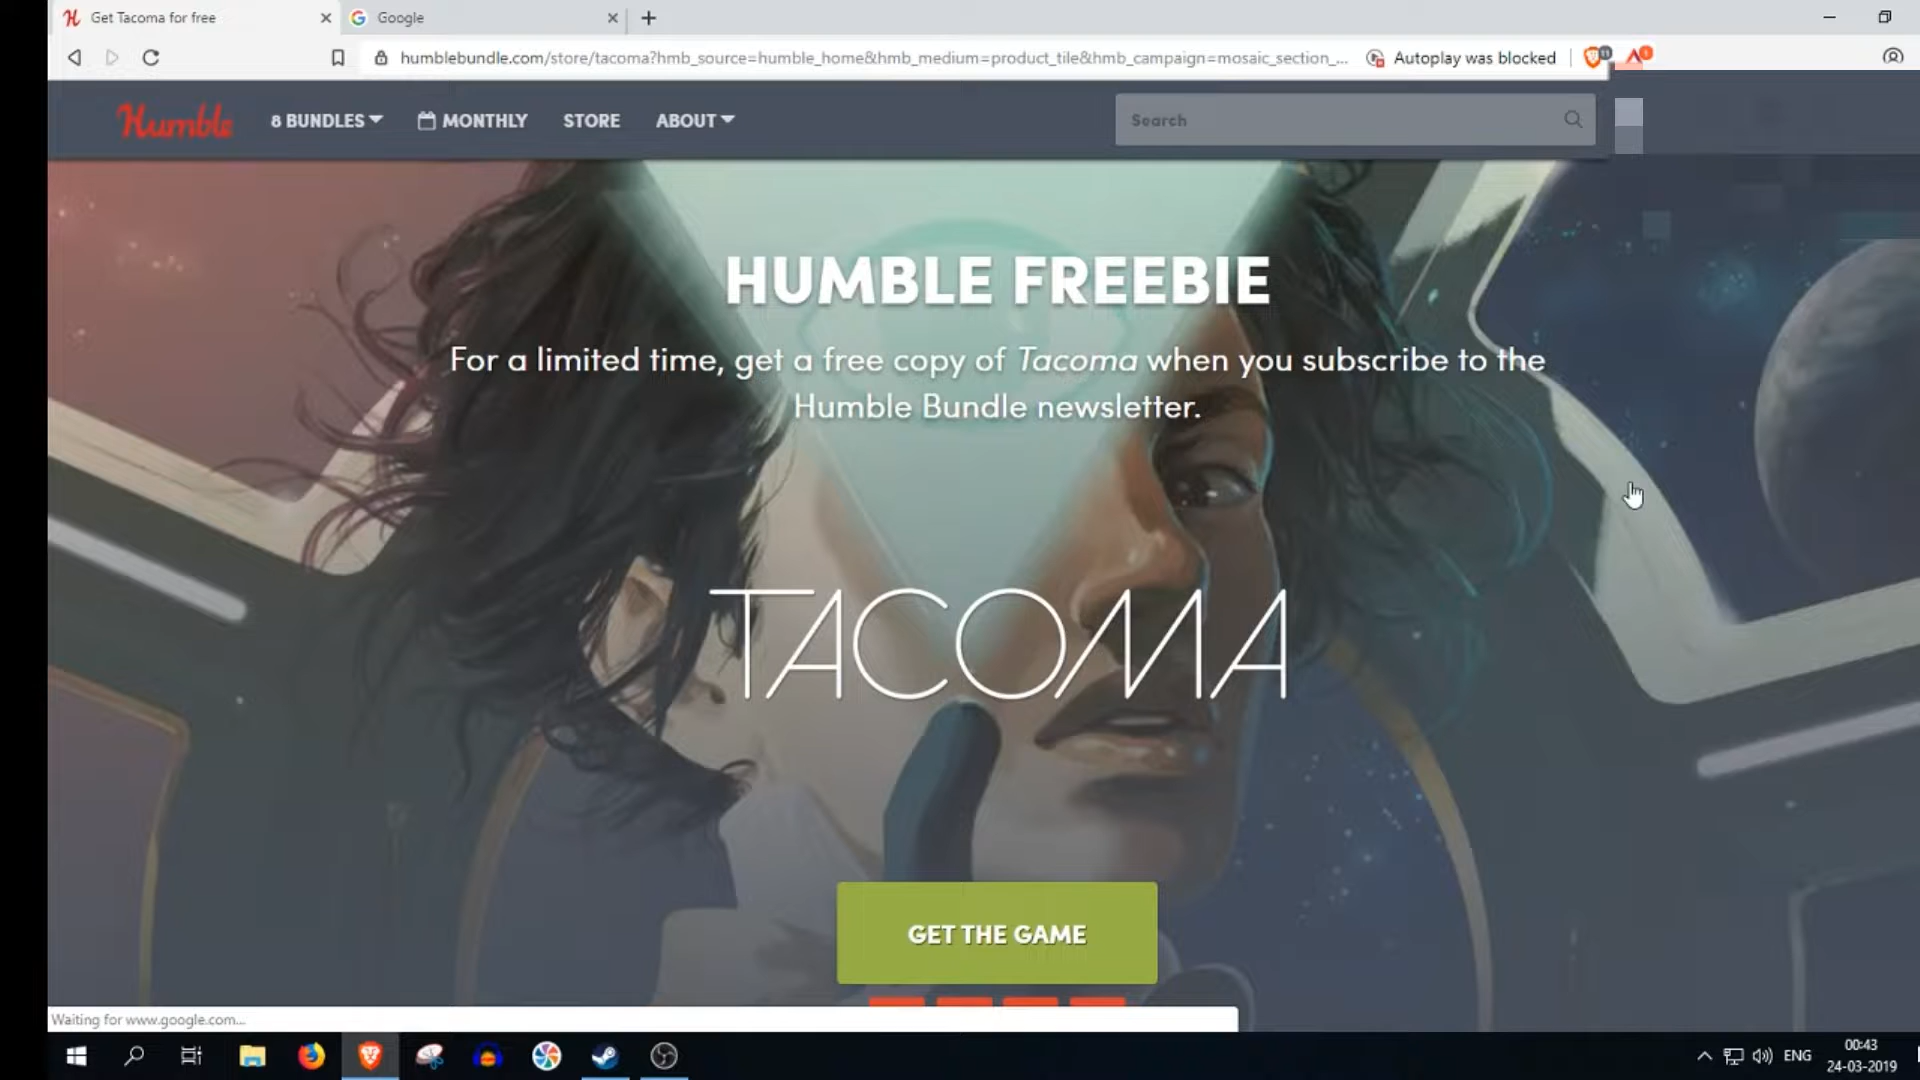 Get Tacoma for free
Google
humblebundle.com/store/tacoma?hmb_source=humble_home&hmb_medium=product_tile&hmb_campaign=mosaic_section_...
Autoplay was blocked
11
1
Humble
8 BUNDLES
MONTHLY
STORE
ABOUT
Search
HUMBLE FREEBIE
For a limited time, get a free copy of Tacoma when you subscribe to the
Humble Bundle newsletter.
TACOMA
GET THE GAME
Waiting for www.google.com...
ENG
00:43
24-03-2019